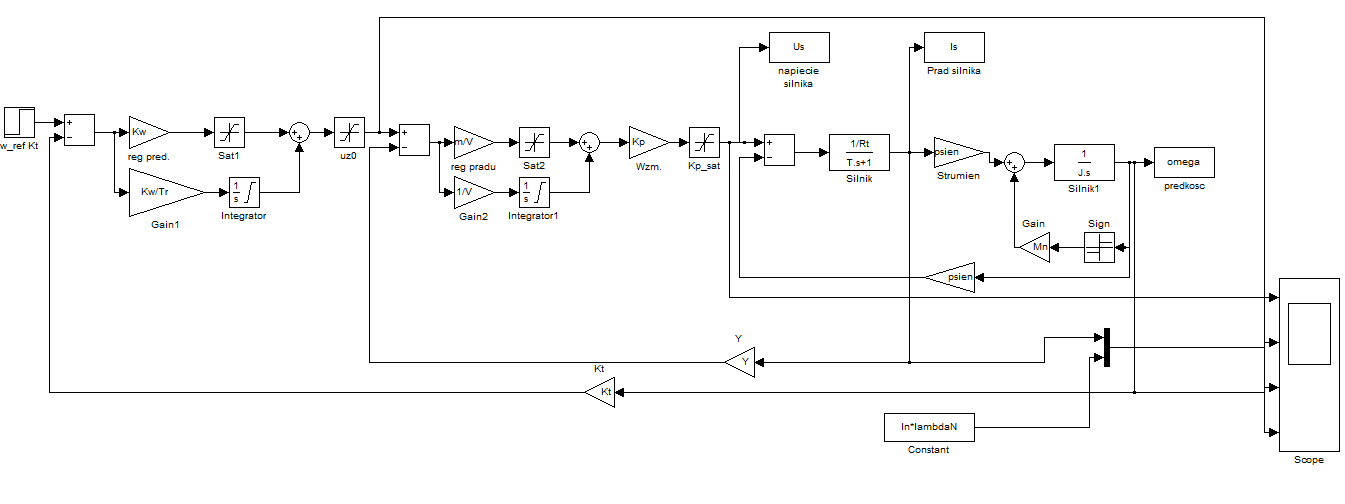 Us
napiecie
silnika
Is
Prad silnika
w_ref Kt
+
−
Kw
reg pred.
Sat1
+
+
uz0
+
−
m/V
reg pradu
Sat2
+
+
Kp
Wzm.
Kp_sat
+
−
1/Rt
T.s+1
Silnik
psien
Strumien
+
+
1
J.s
Silnik1
omega
predkosc
Kw/Tr
Gain1
1
s
Integrator
1/V
Gain2
1
s
Integrator1
Gain
Mn
Sign
psien
Y
Y
Kt
Kt
In*lambdaN
Constant
Scope